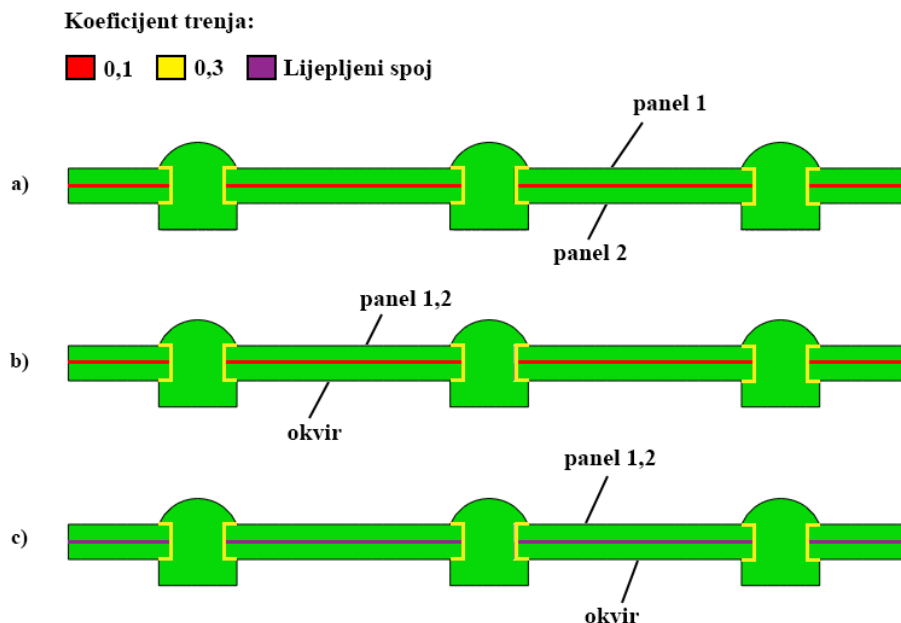 Koeficijent trenja:
0,1 0,3 Lijepljeni spoj
panel 1
a)
panel 2
panel 1,2
b)
okvir
panel 1,2
c)
okvir